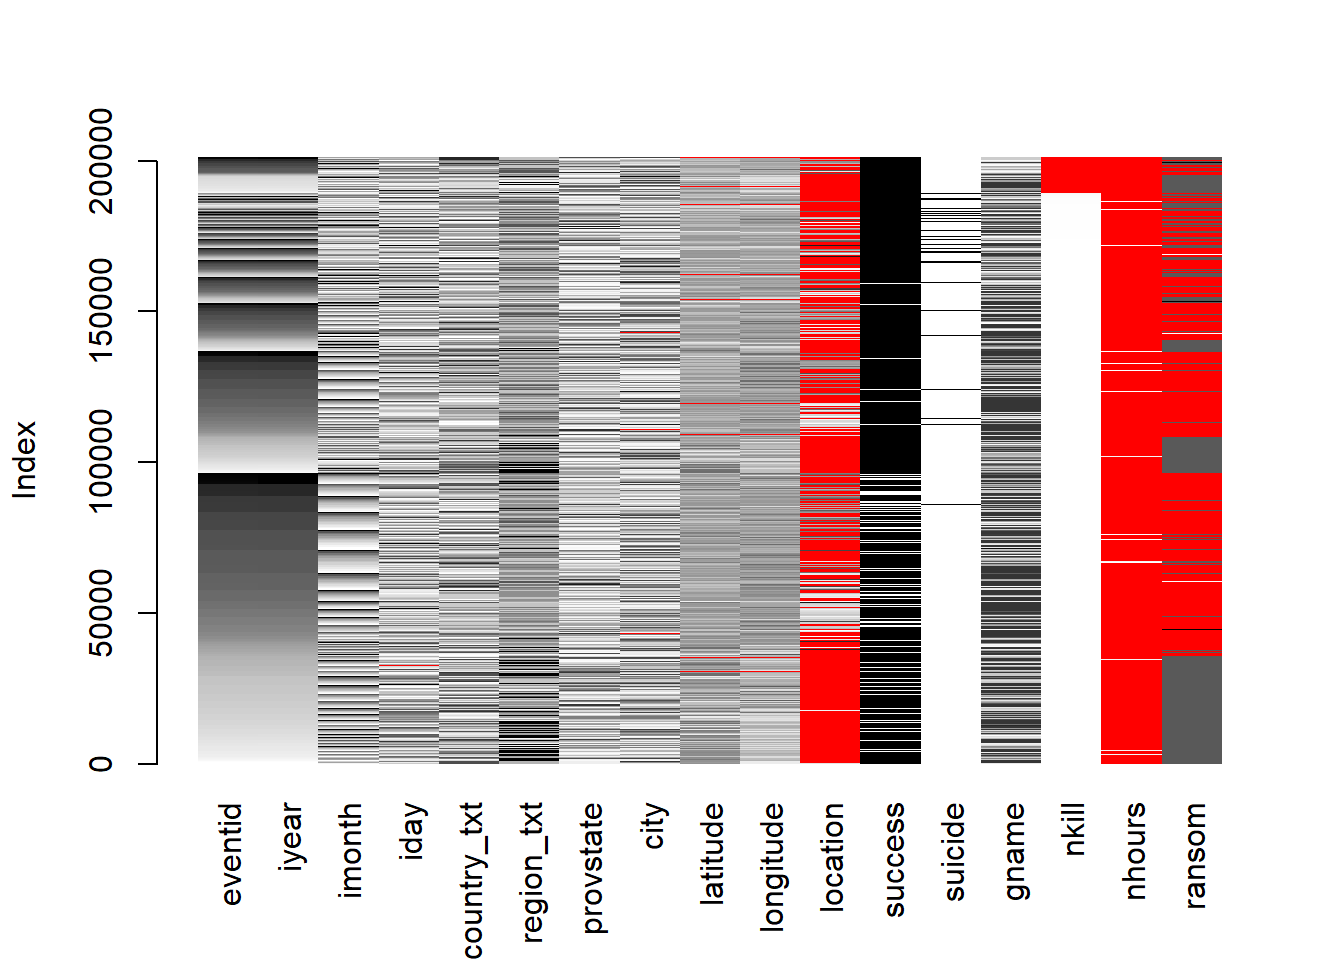 200000
150000
100000
50000
0
Index
eventid
iyear
imonth
iday
country_txt
region_txt
provstate
city
latitude
longitude
location
success
suicide
gname
nkill
nhours
ransom